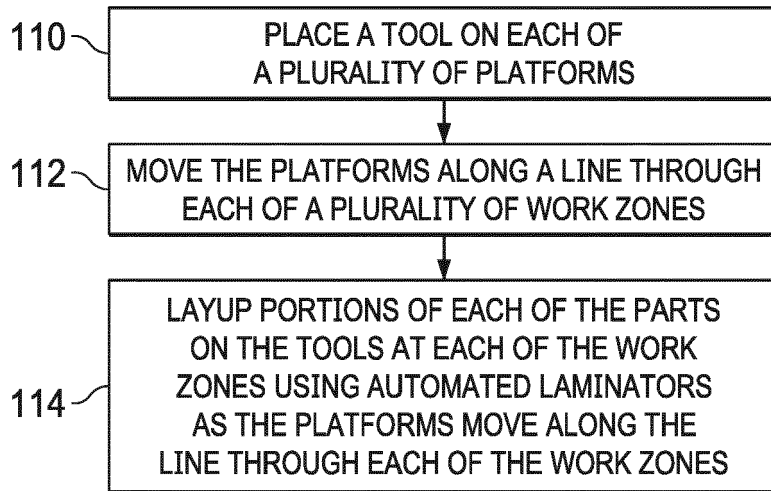 110
PLACE A TOOL ON EACH OF
A PLURALITY OF PLATFORMS
112
MOVE THE PLATFORMS ALONG A LINE THROUGH
EACH OF A PLURALITY OF WORK ZONES
114
LAYUP PORTIONS OF EACH OF THE PARTS
ON THE TOOLS AT EACH OF THE WORK
ZONES USING AUTOMATED LAMINATORS
AS THE PLATFORMS MOVE ALONG THE
LINE THROUGH EACH OF THE WORK ZONES